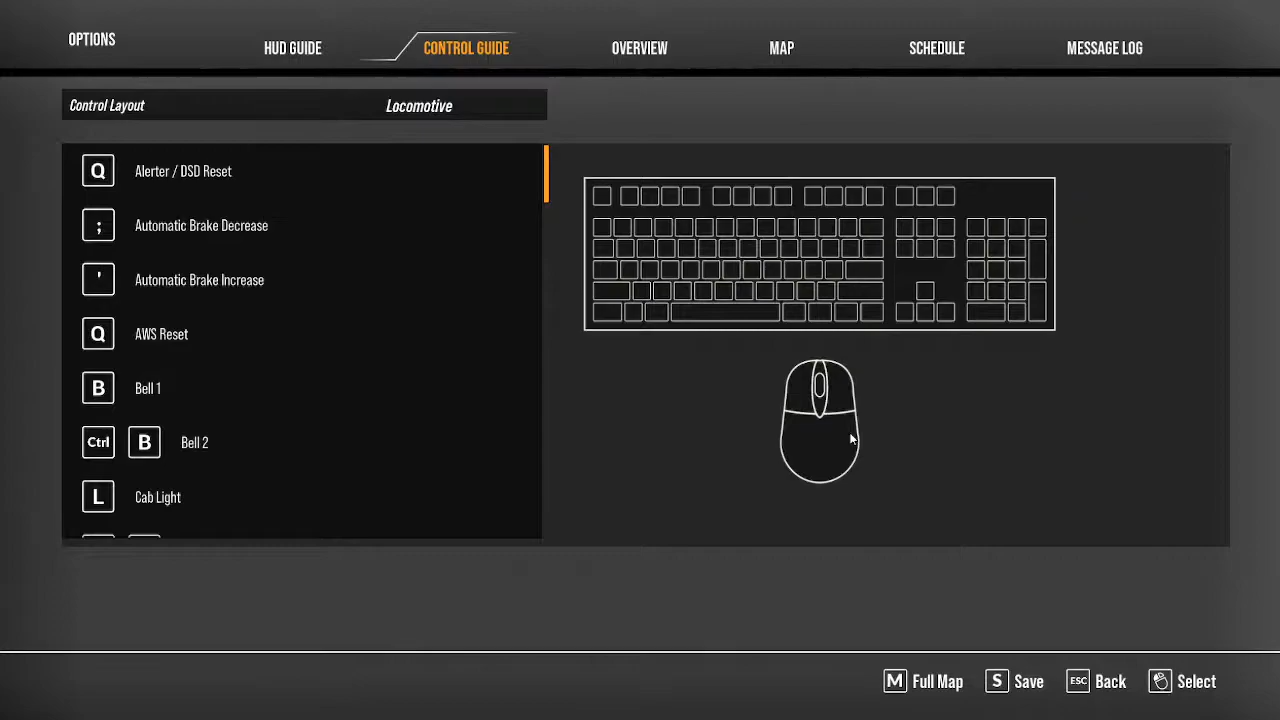 OPTIONS
HUD GUIDE
CONTROL GUIDE
OVERVIEW
MAP
SCHEDULE
MESSAGE LOG
Control Layout Locomotive
Q Alerter / DSD Reset
; Automatic Brake Decrease
' Automatic Brake Increase
Q AWS Reset
B Bell 1
Ctrl B Bell 2
L Cab Light
M Full Map S Save ESC Back Select